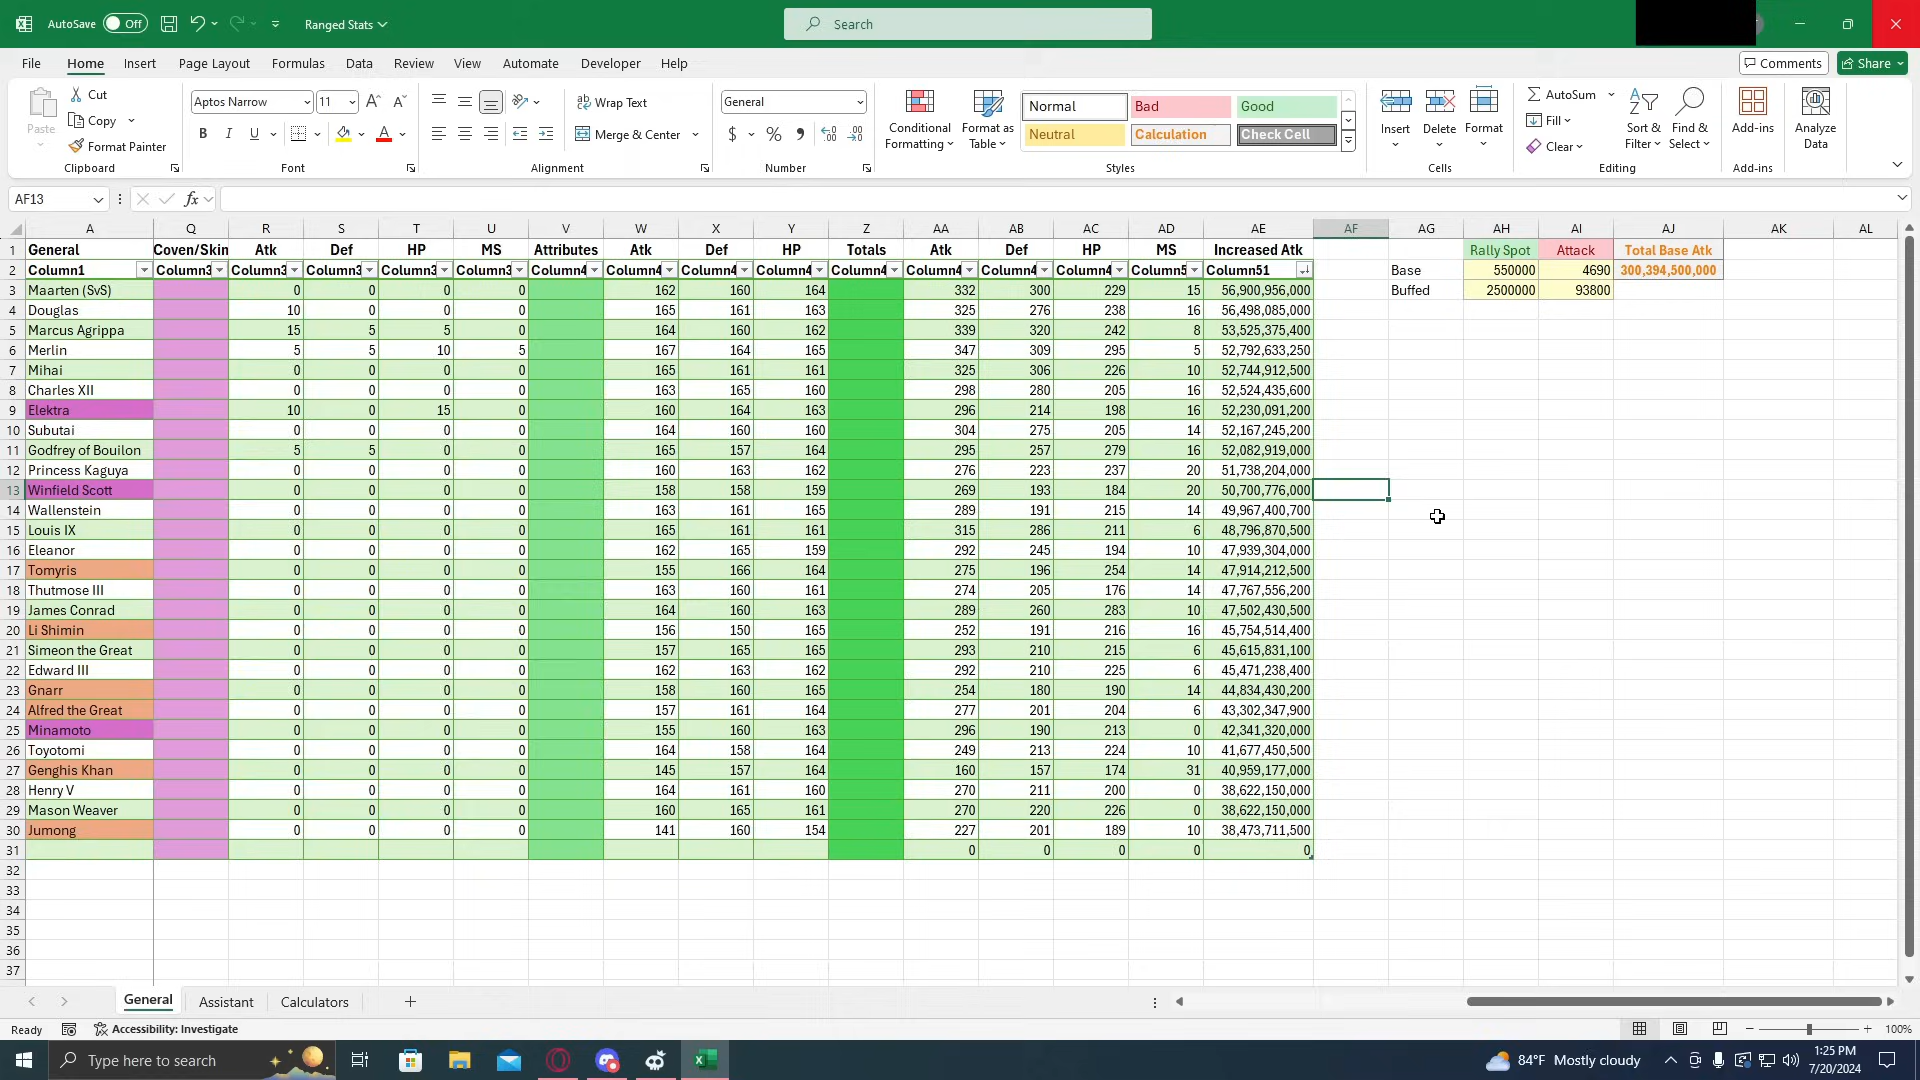 AutoSave Off Ranged Stats Search
File Home Insert Page Layout Formulas Data Review View Automate Developer Help Comments Share
Paste Cut Copy Format Painter Clipboard
Aptos Narrow 11 B I U Font
Wrap Text Merge & Center Alignment
General $ % Number
Conditional Formatting Format as Table
Normal Bad Good
Neutral Calculation Check Cell
Styles
Insert Delete Format Cells
AutoSum Fill Clear Sort & Filter Find & Select Editing
Add-ins Add-ins
Analyze Data
AF13 fx
A Q R S T U V W X Y Z AA AB AC AD AE AF AG AH AI AJ AK AL
1 General Coven/Skin Atk Def HP MS Attributes Atk Def HP Totals Atk Def HP MS Increased Atk Rally Spot Attack Total Base Atk
2 Column1 Column3 Column3 Column3 Column3 Column3 Column4 Column4 Column4 Column4 Column4 Column4 Column4 Column4 Column5 Column51 Base 550000 4690 300,394,500,000
3 Maarten (SvS) 0 0 0 0 162 160 164 332 300 229 15 56,900,956,000 Buffed 2500000 93800
4 Douglas 10 0 0 0 165 161 163 325 276 238 16 56,498,085,000
5 Marcus Agrippa 15 5 5 0 164 160 162 339 320 242 8 53,525,375,400
6 Merlin 5 5 10 5 167 164 165 347 309 295 5 52,792,633,250
7 Mihai 0 0 0 0 165 161 161 325 306 226 10 52,744,912,500
8 Charles XII 0 0 0 0 163 165 160 298 280 205 16 52,524,435,600
9 Elektra 10 0 15 0 160 164 163 296 214 198 16 52,230,091,200
10 Subutai 0 0 0 0 164 160 160 304 275 205 14 52,167,245,200
11 Godfrey of Bouilon 5 5 0 0 165 157 164 295 257 279 16 52,082,919,000
12 Princess Kaguya 0 0 0 0 160 163 162 276 223 237 20 51,738,204,000
13 Winfield Scott 0 0 0 0 158 158 159 269 193 184 20 50,700,776,000
14 Wallenstein 0 0 0 0 163 161 165 289 191 215 14 49,967,400,700
15 Louis IX 0 0 0 0 165 161 161 315 286 211 6 48,796,870,500
16 Eleanor 0 0 0 0 162 165 159 292 245 194 10 47,939,304,000
17 Tomyris 0 0 0 0 155 166 164 275 196 254 14 47,914,212,500
18 Thutmose III 0 0 0 0 163 160 161 274 205 176 14 47,767,556,200
19 James Conrad 0 0 0 0 164 160 163 289 260 283 10 47,502,430,500
20 Li Shimin 0 0 0 0 156 150 165 252 191 216 16 45,754,514,400
21 Simeon the Great 0 0 0 0 157 165 165 293 210 215 6 45,615,831,100
22 Edward III 0 0 0 0 162 163 162 292 210 225 6 45,471,238,400
23 Gnarr 0 0 0 0 158 160 165 254 180 190 14 44,834,430,200
24 Alfred the Great 0 0 0 0 157 161 164 277 201 204 6 43,302,347,900
25 Minamoto 0 0 0 0 155 160 163 296 190 213 0 42,341,320,000
26 Toyotomi 0 0 0 0 164 158 164 249 213 224 10 41,677,450,500
27 Genghis Khan 0 0 0 0 145 157 164 160 157 174 31 40,959,177,000
28 Henry V 0 0 0 0 164 161 160 270 211 200 0 38,622,150,000
29 Mason Weaver 0 0 0 0 160 165 161 270 220 226 0 38,622,150,000
30 Jumong 0 0 0 0 141 160 154 227 201 189 10 38,473,711,500
31 0 0 0 0 0
32
33
34
35
36
37
General Assistant Calculators
Ready Accessibility: Investigate 100%
Type here to search 84°F Mostly cloudy 1:25 PM
7/20/2024